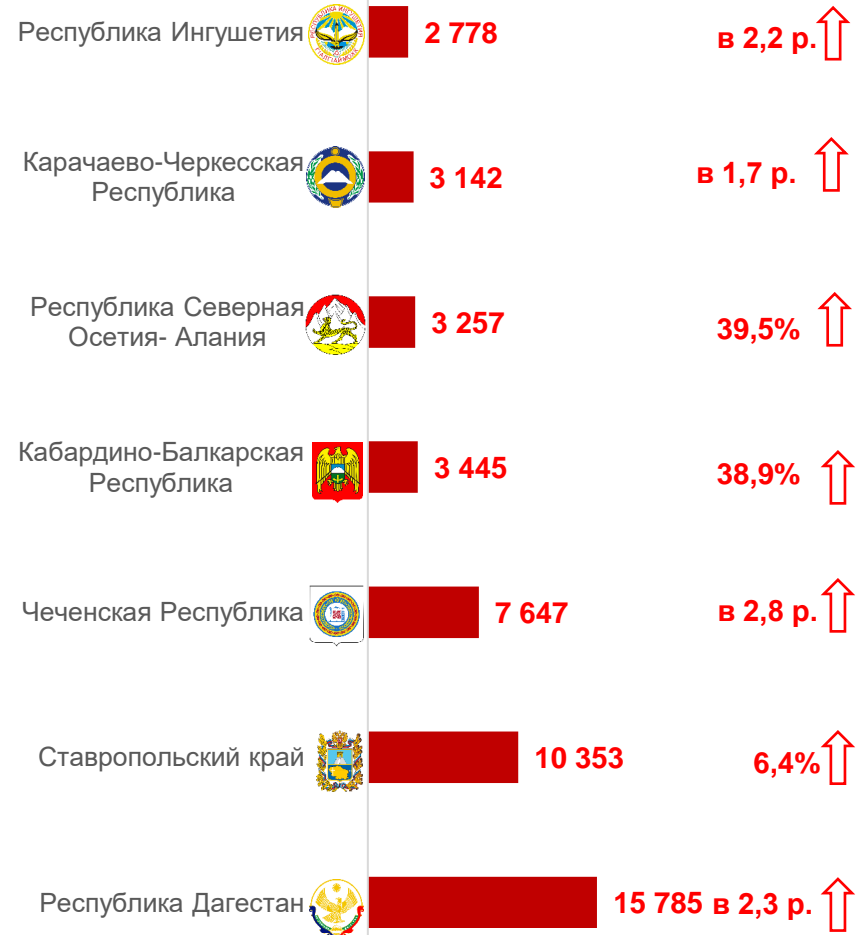 Республика Ингушетия 2 778 в 2,2 р.
Карачаево-Черкесская
Республика 3 142 в 1,7 р.
Республика Северная
Осетия- Алания 3 257 39,5%
Кабардино-Балкарская
Республика 3 445 38,9%
Чеченская Республика 7 647 в 2,8 р.
Ставропольский край 10 353 6,4%
Республика Дагестан 15 785 в 2,3 р.